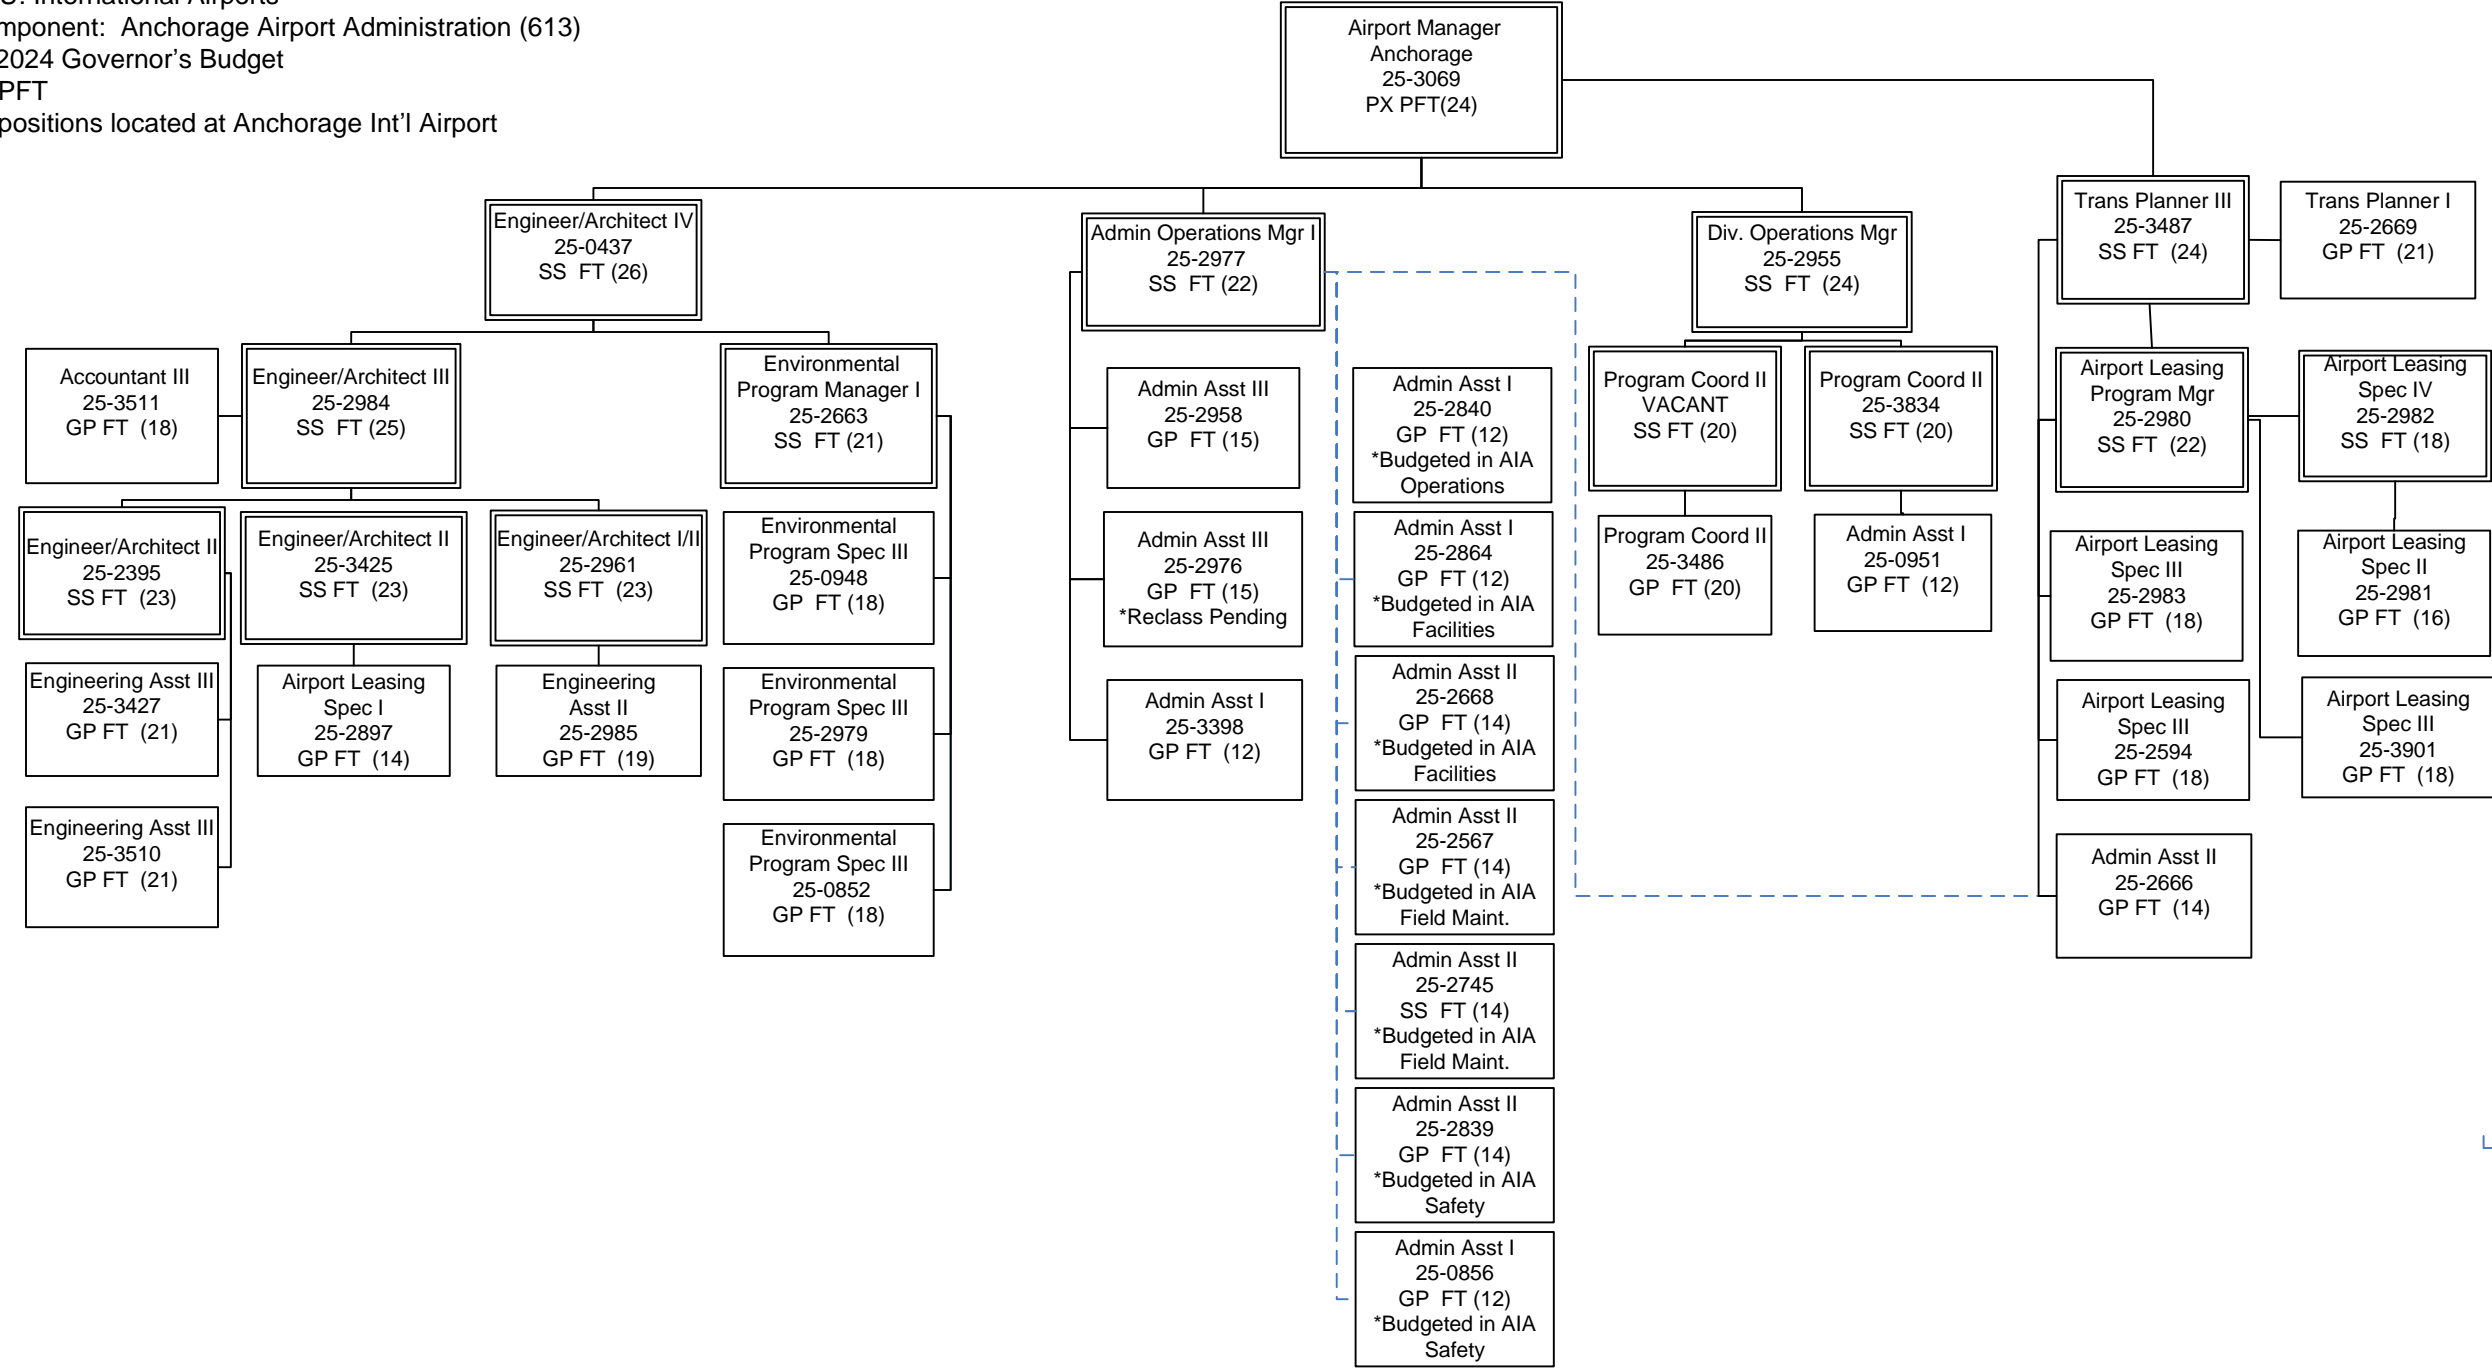 International Airports
mponent: Anchorage Airport Administration (613)
2024 Governor's Budget
PFT
positions located at Anchorage Int'l Airport
Airport Manager
Anchorage
25-3069
PX PFT(24)
Engineer/Architect IV
25-0437
SS FT (26)
Admin Operations Mgr I
25-2977
SS FT (22)
Div. Operations Mgr
25-2955
SS FT (24)
Trans Planner III
25-3487
SS FT (24)
Trans Planner I
25-2669
GP FT (21)
Accountant III
25-3511
GP FT (18)
Engineer/Architect III
25-2984
SS FT (25)
Environmental
Program Manager I
25-2663
SS FT (21)
Admin Asst III
25-2958
GP FT (15)
Admin Asst I
25-2840
GP FT (12)
*Budgeted in AIA
Operations
Program Coord II
VACANT
SS FT (20)
Program Coord II
25-3834
SS FT (20)
Airport Leasing
Program Mgr
25-2980
SS FT (22)
Airport Leasing
Spec IV
25-2982
SS FT (18)
Engineer/Architect II
25-2395
SS FT (23)
Engineer/Architect II
25-3425
SS FT (23)
Engineer/Architect I/II
25-2961
SS FT (23)
Environmental
Program Spec III
25-0948
GP FT (18)
Admin Asst III
25-2976
GP FT (15)
*Reclass Pending
Admin Asst I
25-2864
GP FT (12)
*Budgeted in AIA
Facilities
Program Coord II
25-3486
GP FT (20)
Admin Asst I
25-0951
GP FT (12)
Airport Leasing
Spec III
25-2983
GP FT (18)
Airport Leasing
Spec II
25-2981
GP FT (16)
Engineering Asst III
25-3427
GP FT (21)
Airport Leasing
Spec I
25-2897
GP FT (14)
Engineering
Asst II
25-2985
GP FT (19)
Environmental
Program Spec III
25-2979
GP FT (18)
Admin Asst I
25-3398
GP FT (12)
Admin Asst II
25-2668
GP FT (14)
*Budgeted in AIA
Facilities
Airport Leasing
Spec III
25-2594
GP FT (18)
Airport Leasing
Spec III
25-3901
GP FT (18)
Engineering Asst III
25-3510
GP FT (21)
Environmental
Program Spec III
25-0852
GP FT (18)
Admin Asst II
25-2567
GP FT (14)
*Budgeted in AIA
Field Maint.
Admin Asst II
25-2666
GP FT (14)
Admin Asst II
25-2745
SS FT (14)
*Budgeted in AIA
Field Maint.
Admin Asst II
25-2839
GP FT (14)
*Budgeted in AIA
Safety
Admin Asst I
25-0856
GP FT (12)
*Budgeted in AIA
Safety